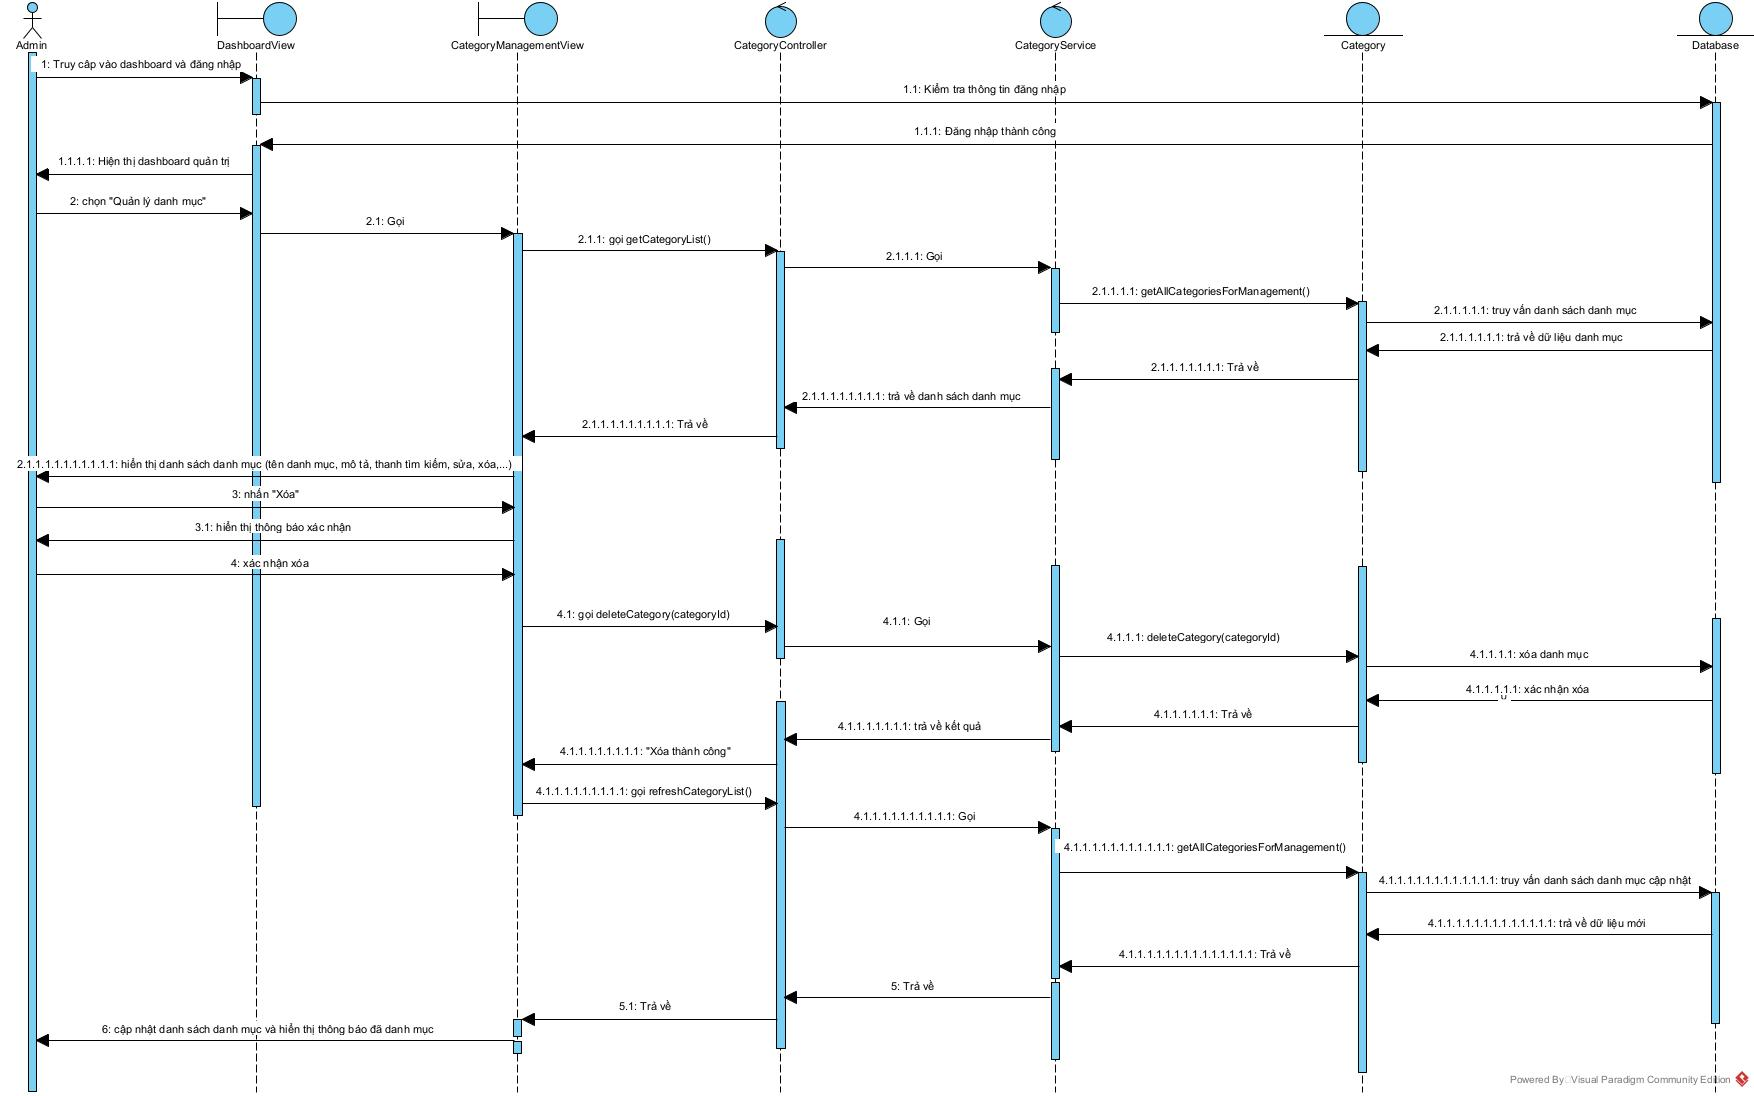 Admin
DashboardView
CategoryManagementView
CategoryController
CategoryService
Category
Database
1: Truy câp vào dashboard và đăng nhập
1.1: Kiểm tra thông tin đăng nhập
1.1.1: Đăng nhập thành công
1.1.1.1: Hiện thị dashboard quản trị
2: chọn "Quản lý danh mục"
2.1: Gọi
2.1.1: gọi getCategoryList()
2.1.1.1: Gọi
2.1.1.1.1: getAllCategoriesForManagement()
2.1.1.1.1.1: truy vấn danh sách danh mục
2.1.1.1.1.1.1: trả về dữ liệu danh mục
2.1.1.1.1.1.1.1: Trả về
2.1.1.1.1.1.1.1.1: trả về danh sách danh mục
2.1.1.1.1.1.1.1.1.1: Trả về
2.1.1.1.1.1.1.1.1.1.1: hiển thị danh sách danh mục (tên danh mục, mô tả, thanh tìm kiếm, sửa, xóa,...)
3: nhấn "Xóa"
3.1: hiển thị thông báo xác nhận
4: xác nhận xóa
4.1: gọi deleteCategory(categoryId)
4.1.1: Gọi
4.1.1.1: deleteCategory(categoryId)
4.1.1.1.1: xóa danh mục
4.1.1.1.1.1: xác nhận xóa
4.1.1.1.1.1.1: Trả về
4.1.1.1.1.1.1.1: trả về kết quả
4.1.1.1.1.1.1.1.1: "Xóa thành công"
4.1.1.1.1.1.1.1.1.1: gọi refreshCategoryList()
4.1.1.1.1.1.1.1.1.1.1: Gọi
4.1.1.1.1.1.1.1.1.1.1.1: getAllCategoriesForManagement()
4.1.1.1.1.1.1.1.1.1.1.1.1: truy vấn danh sách danh mục cập nhật
4.1.1.1.1.1.1.1.1.1.1.1.1.1: trả về dữ liệu mới
4.1.1.1.1.1.1.1.1.1.1.1.1.1.1: Trả về
5: Trả về
5.1: Trả về
6: cập nhật danh sách danh mục và hiển thị thông báo đã danh mục
Powered By Visual Paradigm Community Edition